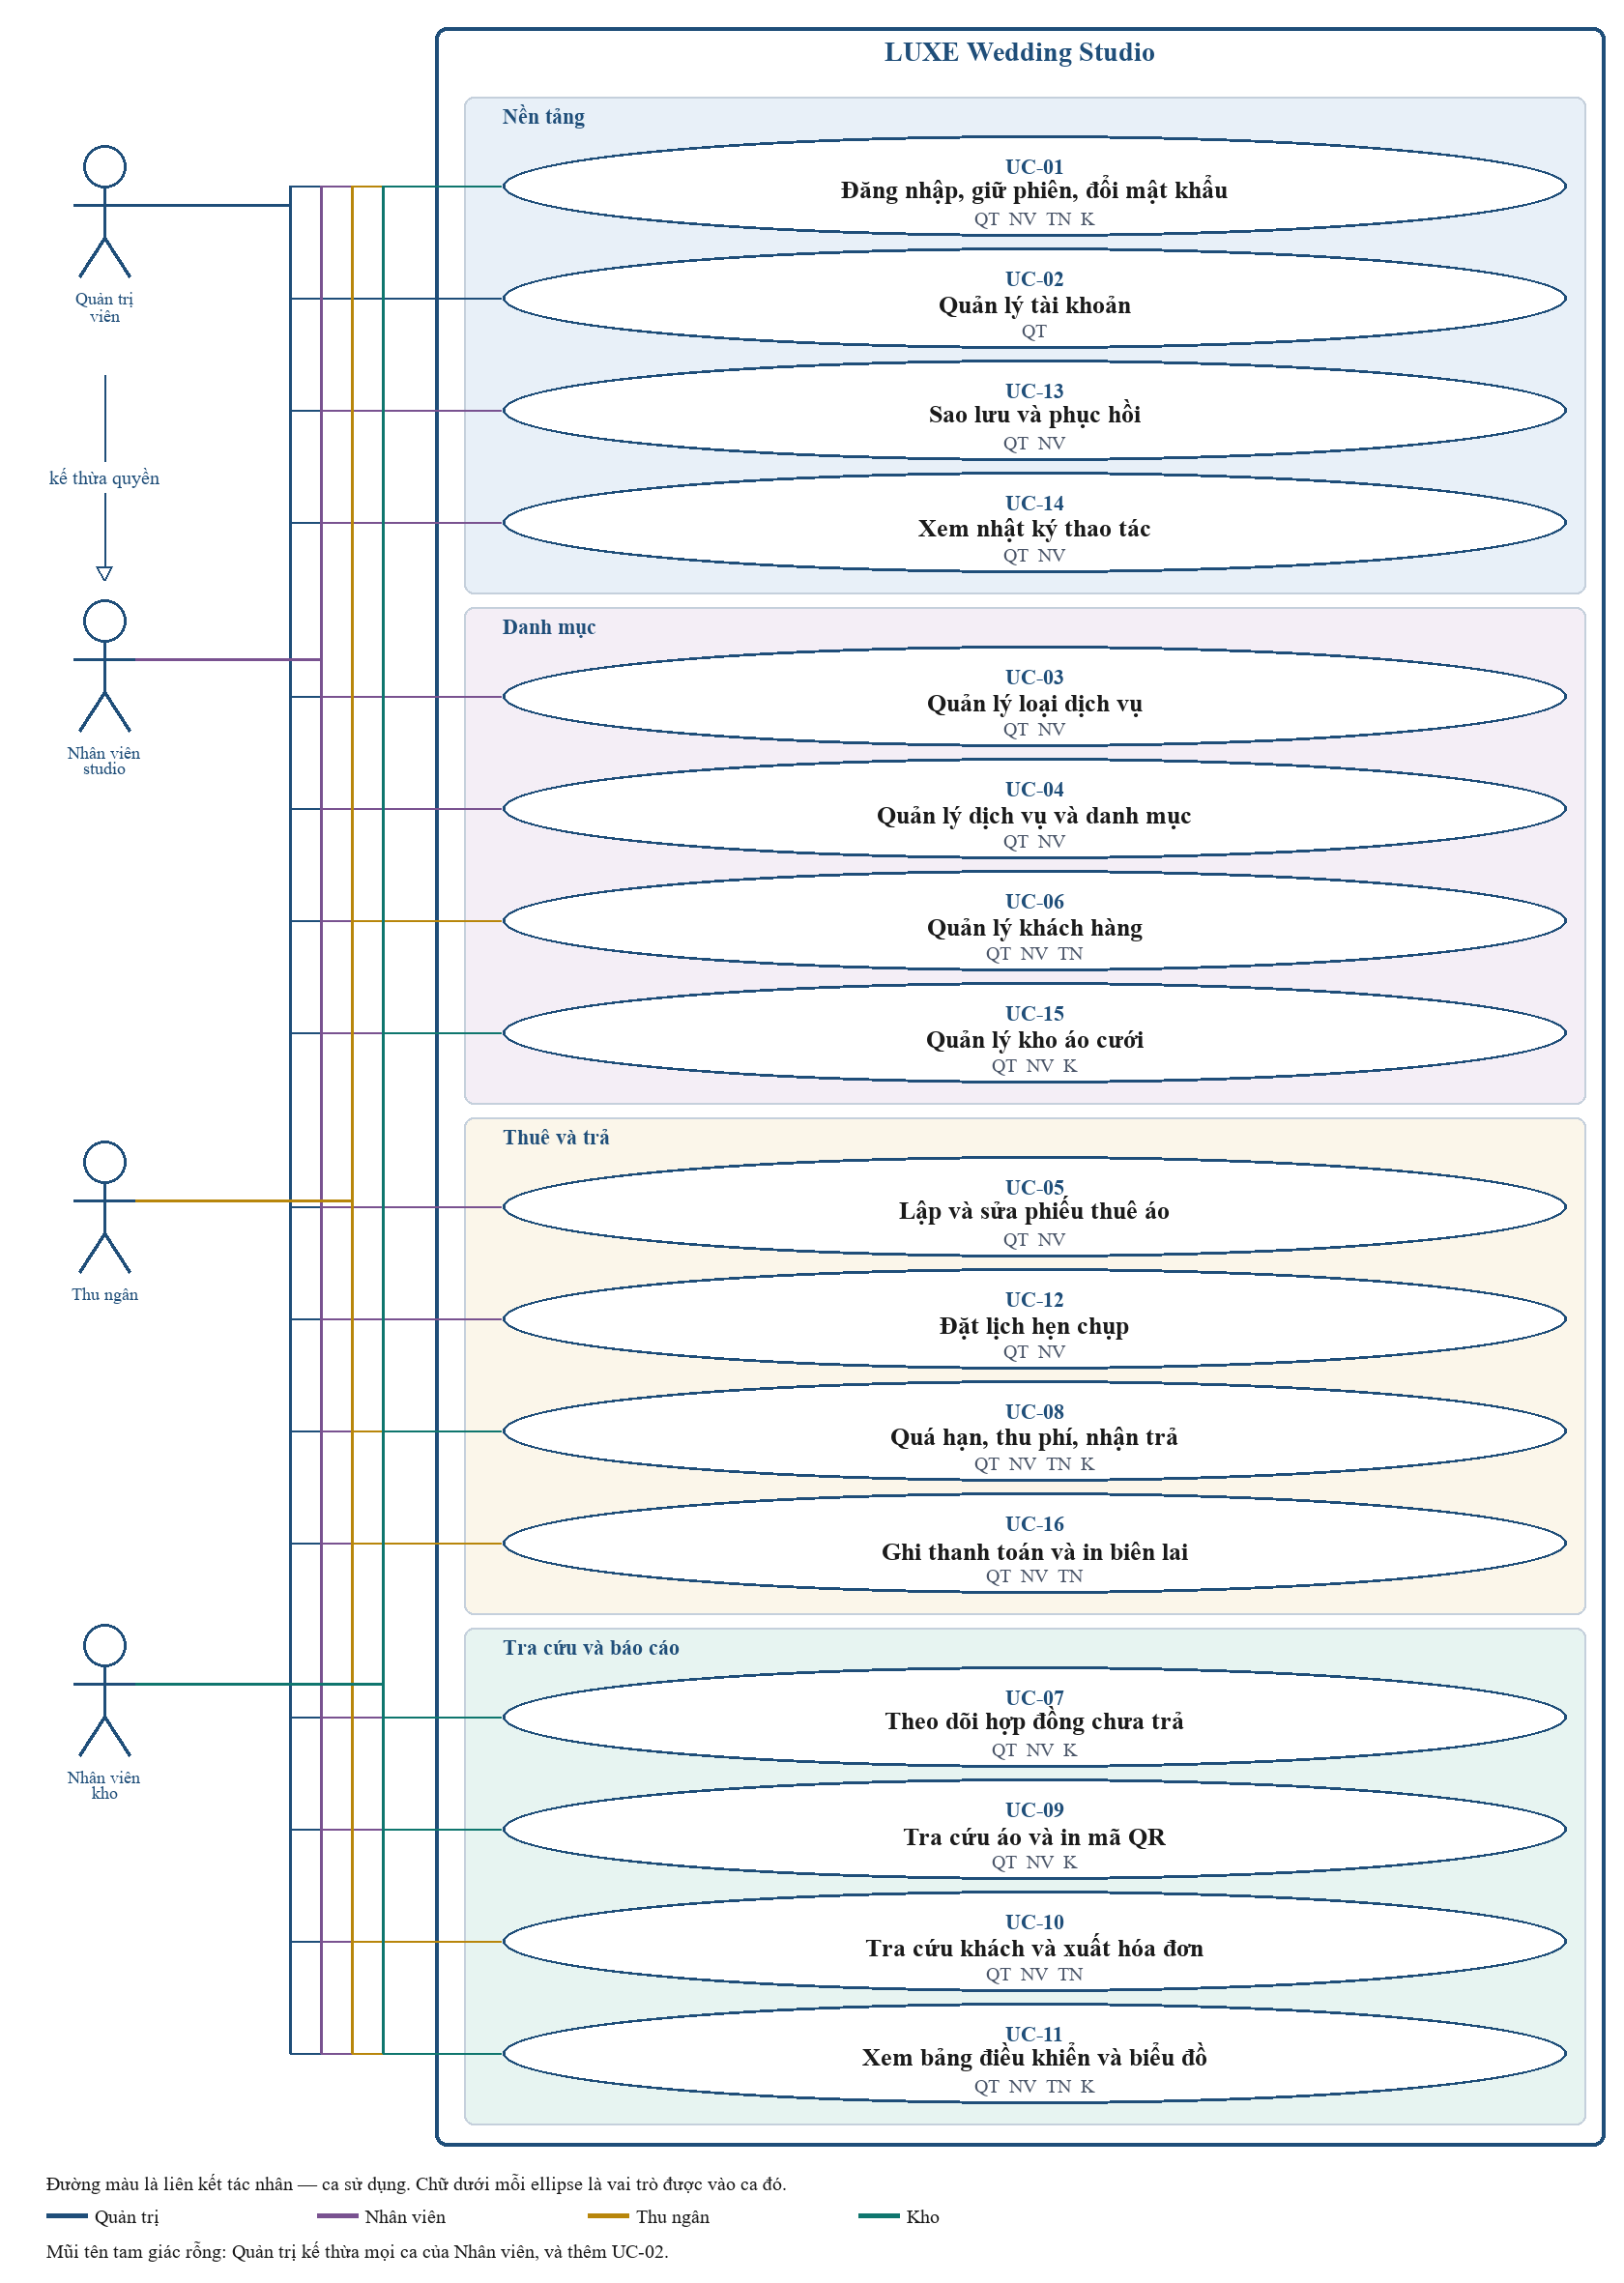 LUXE Wedding Studio
Nền tảng
UC-01
Đăng nhập, giữ phiên, đổi mật khẩu
QT NV TN K
UC-02
Quản lý tài khoản
QT
UC-13
Sao lưu và phục hồi
QT NV
UC-14
Xem nhật ký thao tác
QT NV
Quản trị
viên
kế thừa quyền
Nhân viên
studio
Danh mục
UC-03
Quản lý loại dịch vụ
QT NV
UC-04
Quản lý dịch vụ và danh mục
QT NV
UC-06
Quản lý khách hàng
QT NV TN
UC-15
Quản lý kho áo cưới
QT NV K
Thu ngân
Thuê và trả
UC-05
Lập và sửa phiếu thuê áo
QT NV
UC-12
Đặt lịch hẹn chụp
QT NV
UC-08
Quá hạn, thu phí, nhận trả
QT NV TN K
UC-16
Ghi thanh toán và in biên lai
QT NV TN
Nhân viên
kho
Tra cứu và báo cáo
UC-07
Theo dõi hợp đồng chưa trả
QT NV K
UC-09
Tra cứu áo và in mã QR
QT NV K
UC-10
Tra cứu khách và xuất hóa đơn
QT NV TN
UC-11
Xem bảng điều khiển và biểu đồ
QT NV TN K
Đường màu là liên kết tác nhân — ca sử dụng. Chữ dưới mỗi ellipse là vai trò được vào ca đó.
Quản trị
Nhân viên
Thu ngân
Kho
Mũi tên tam giác rỗng: Quản trị kế thừa mọi ca của Nhân viên, và thêm UC-02.